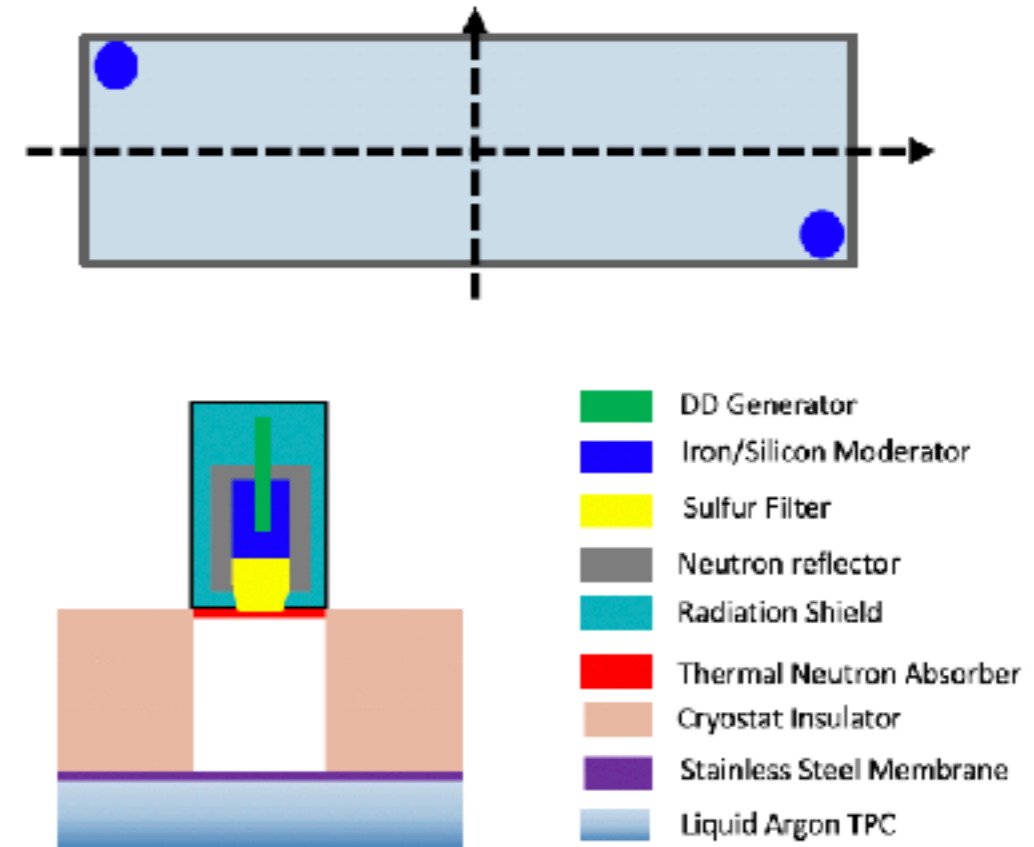 DD Generator
Iron/Silicon Moderator
Sulfur Filter
Neutron reflector
Radiation Shield
Thermal Neutron Absorber
Cryostat Insulator
Stainless Steel Membrane
Liquid Argon TPC